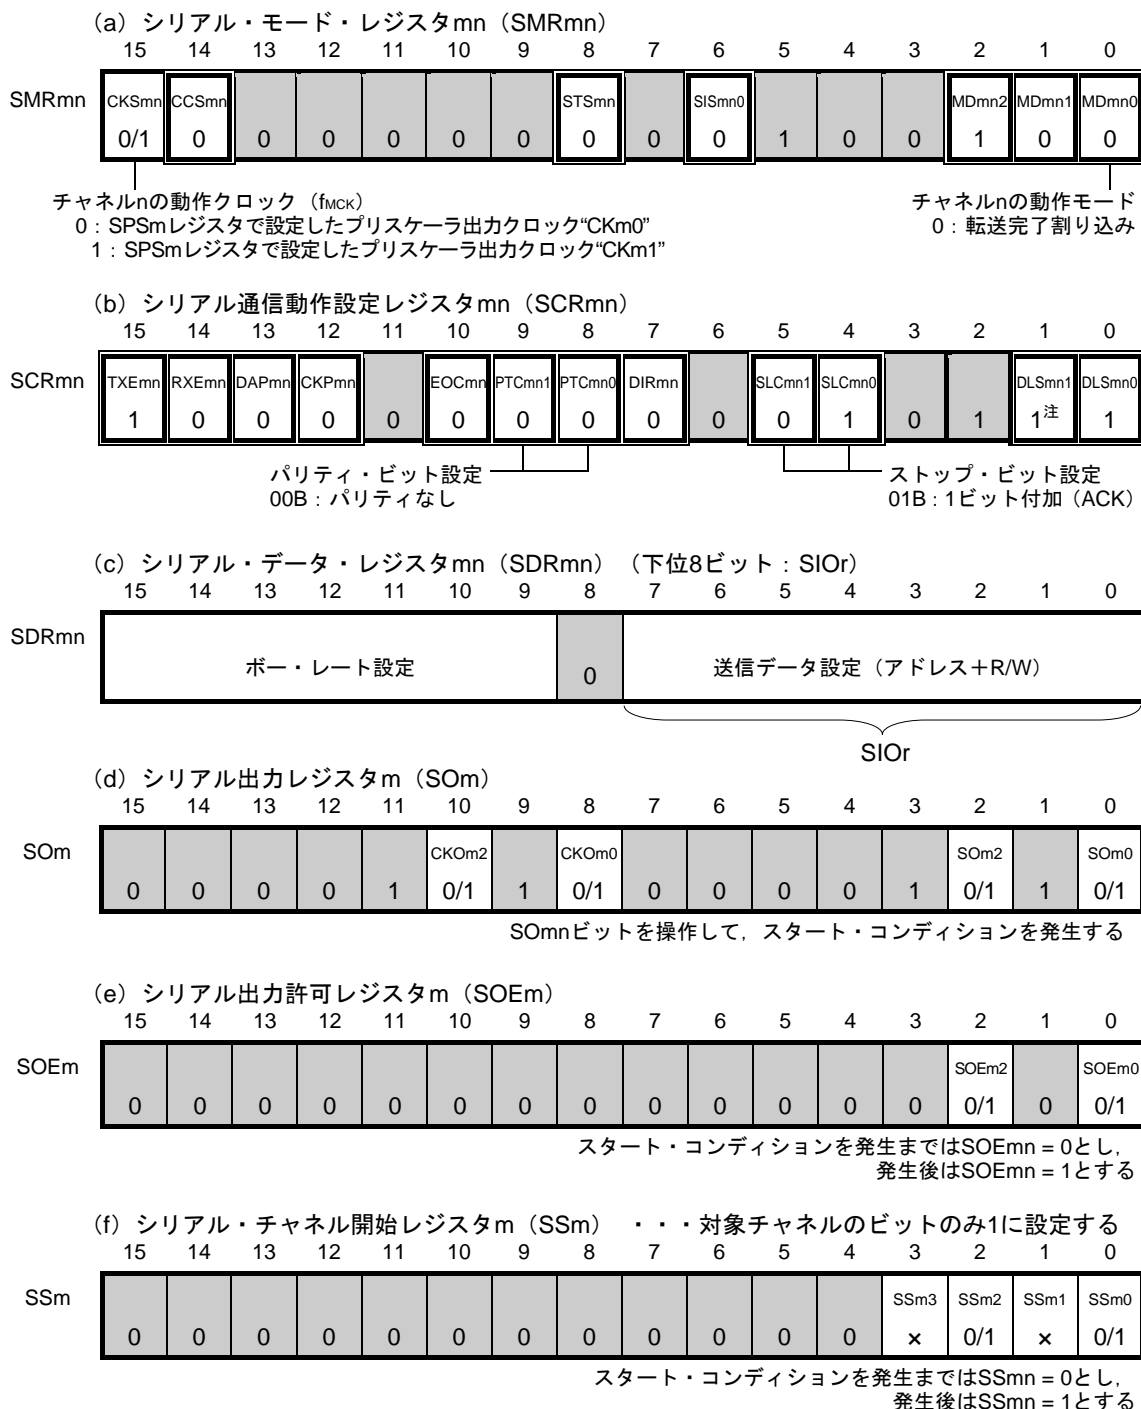 (a) シリアル・モード・レジスタmn (SMRmn)
15 14 13 12 11 10 9 8 7 6 5 4 3 2 1 0
SMRmn CKSmn CCSmn STSmn SISmn0 MDmn2 MDmn1 MDmn0
0/1 0 0 0 0 0 0 0 0 0 1 0 0 1 0 0
チャネルnの動作クロック (fMCK)
0:SPSmレジスタで設定したプリスケーラ出力クロック“CKm0”
1:SPSmレジスタで設定したプリスケーラ出力クロック“CKm1”
チャネルnの動作モード
0:転送完了割り込み
(b) シリアル通信動作設定レジスタmn (SCRmn)
15 14 13 12 11 10 9 8 7 6 5 4 3 2 1 0
SCRmn TXEmn RXEmn DAPmn CKPmn EOCmn PTCmn1 PTCmn0 DIRmn SLCmn1 SLCmn0 DLSmn1 DLSmn0
1 0 0 0 0 0 0 0 0 0 0 1 0 1 1注 1
パリティ・ビット設定
00B:パリティなし
ストップ・ビット設定
01B:1ビット付加 (ACK)
(c) シリアル・データ・レジスタmn (SDRmn) (下位8ビット:SIOr)
15 14 13 12 11 10 9 8 7 6 5 4 3 2 1 0
SDRmn
ボー・レート設定 0 送信データ設定 (アドレス+R/W)
SIOr
(d) シリアル出力レジスタm (SOm)
15 14 13 12 11 10 9 8 7 6 5 4 3 2 1 0
SOm CKOm2 CKOm0 SOm2 SOm0
0 0 0 0 1 0/1 1 0/1 0 0 0 0 1 0/1 1 0/1
SOmnビットを操作して,スタート・コンディションを発生する
(e) シリアル出力許可レジスタm (SOEm)
15 14 13 12 11 10 9 8 7 6 5 4 3 2 1 0
SOEm SOEm2 SOEm0
0 0 0 0 0 0 0 0 0 0 0 0 0 0/1 0 0/1
スタート・コンディションを発生まではSOEmn = 0とし,
発生後はSOEmn = 1とする
(f) シリアル・チャネル開始レジスタm (SSm) ・・・対象チャネルのビットのみ1に設定する
15 14 13 12 11 10 9 8 7 6 5 4 3 2 1 0
SSm SSm3 SSm2 SSm1 SSm0
0 0 0 0 0 0 0 0 0 0 0 0 × 0/1 × 0/1
スタート・コンディションを発生まではSSmn = 0とし,
発生後はSSmn = 1とする